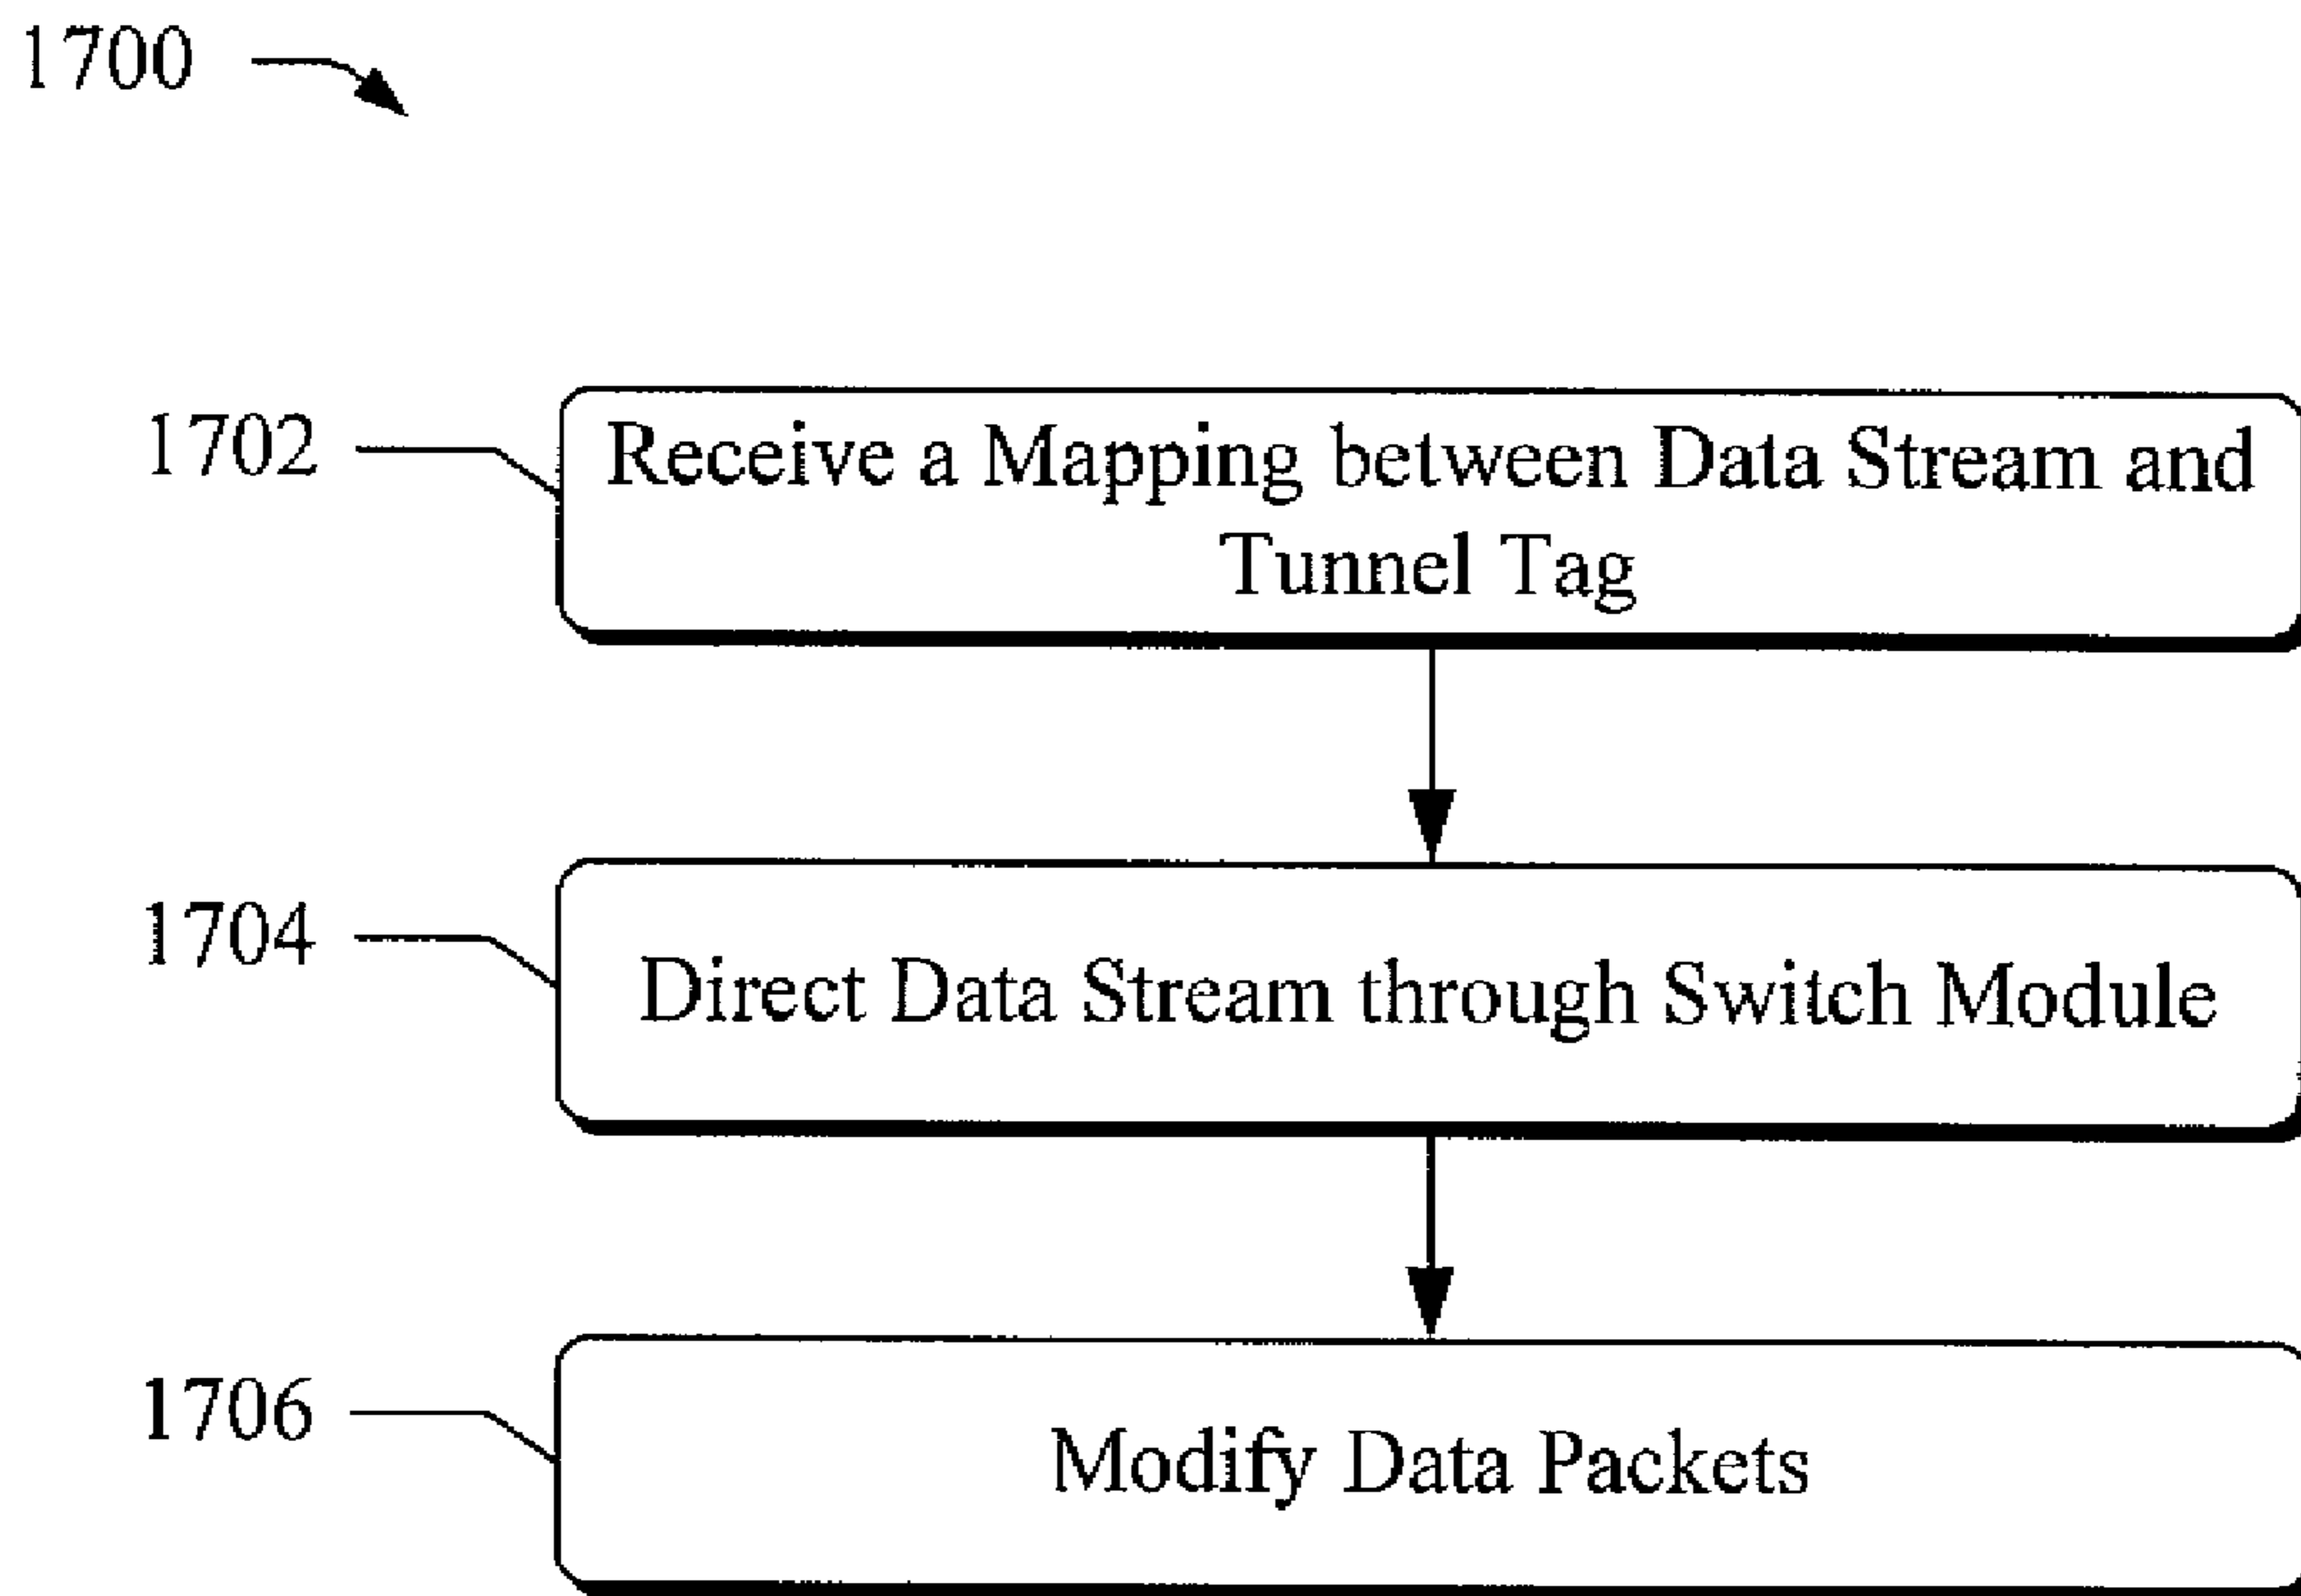 1700
1702
Receive a Mapping between Data Stream and
Tunnel Tag
1704
Direct Data Stream through Switch Module
1706
Modify Data Packets